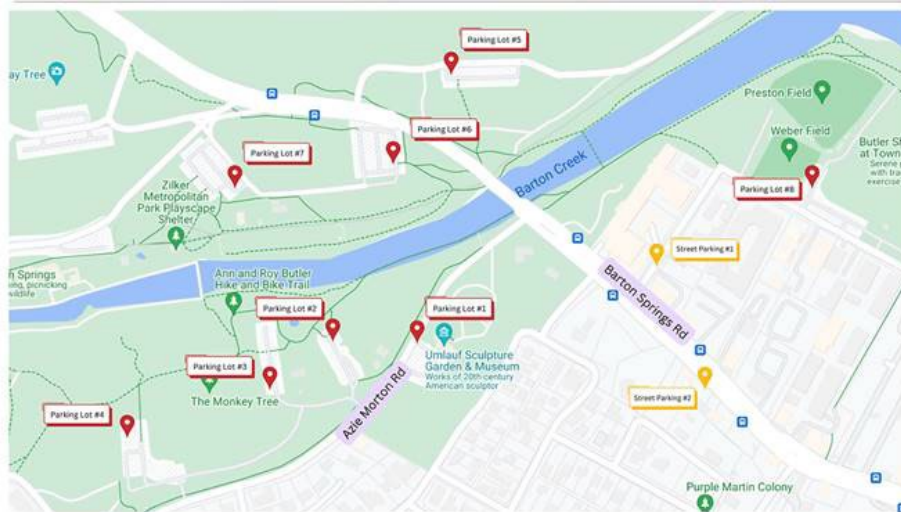 Parking Lot #5
ay Tree
Preston Field
Parking Lot #6
Weber Field
Butler Sh
at Town
Serene
with tra
exercise
Parking Lot #7
Barton Creek
Parking Lot #8
Zilker
Metropolitan
Park Playscape
Shelter
Street Parking #1
n Springs
ing, picnicking
wildlife
Ann and Roy Butler
Hike and Bike Trail
Barton Springs Rd
Parking Lot #2
Parking Lot #1
Umlauf Sculpture
Garden & Museum
Works of 20th-century
American sculptor
Parking Lot #3
The Monkey Tree
Street Parking #2
Parking Lot #4
Azie Morton Rd
Purple Martin Colony